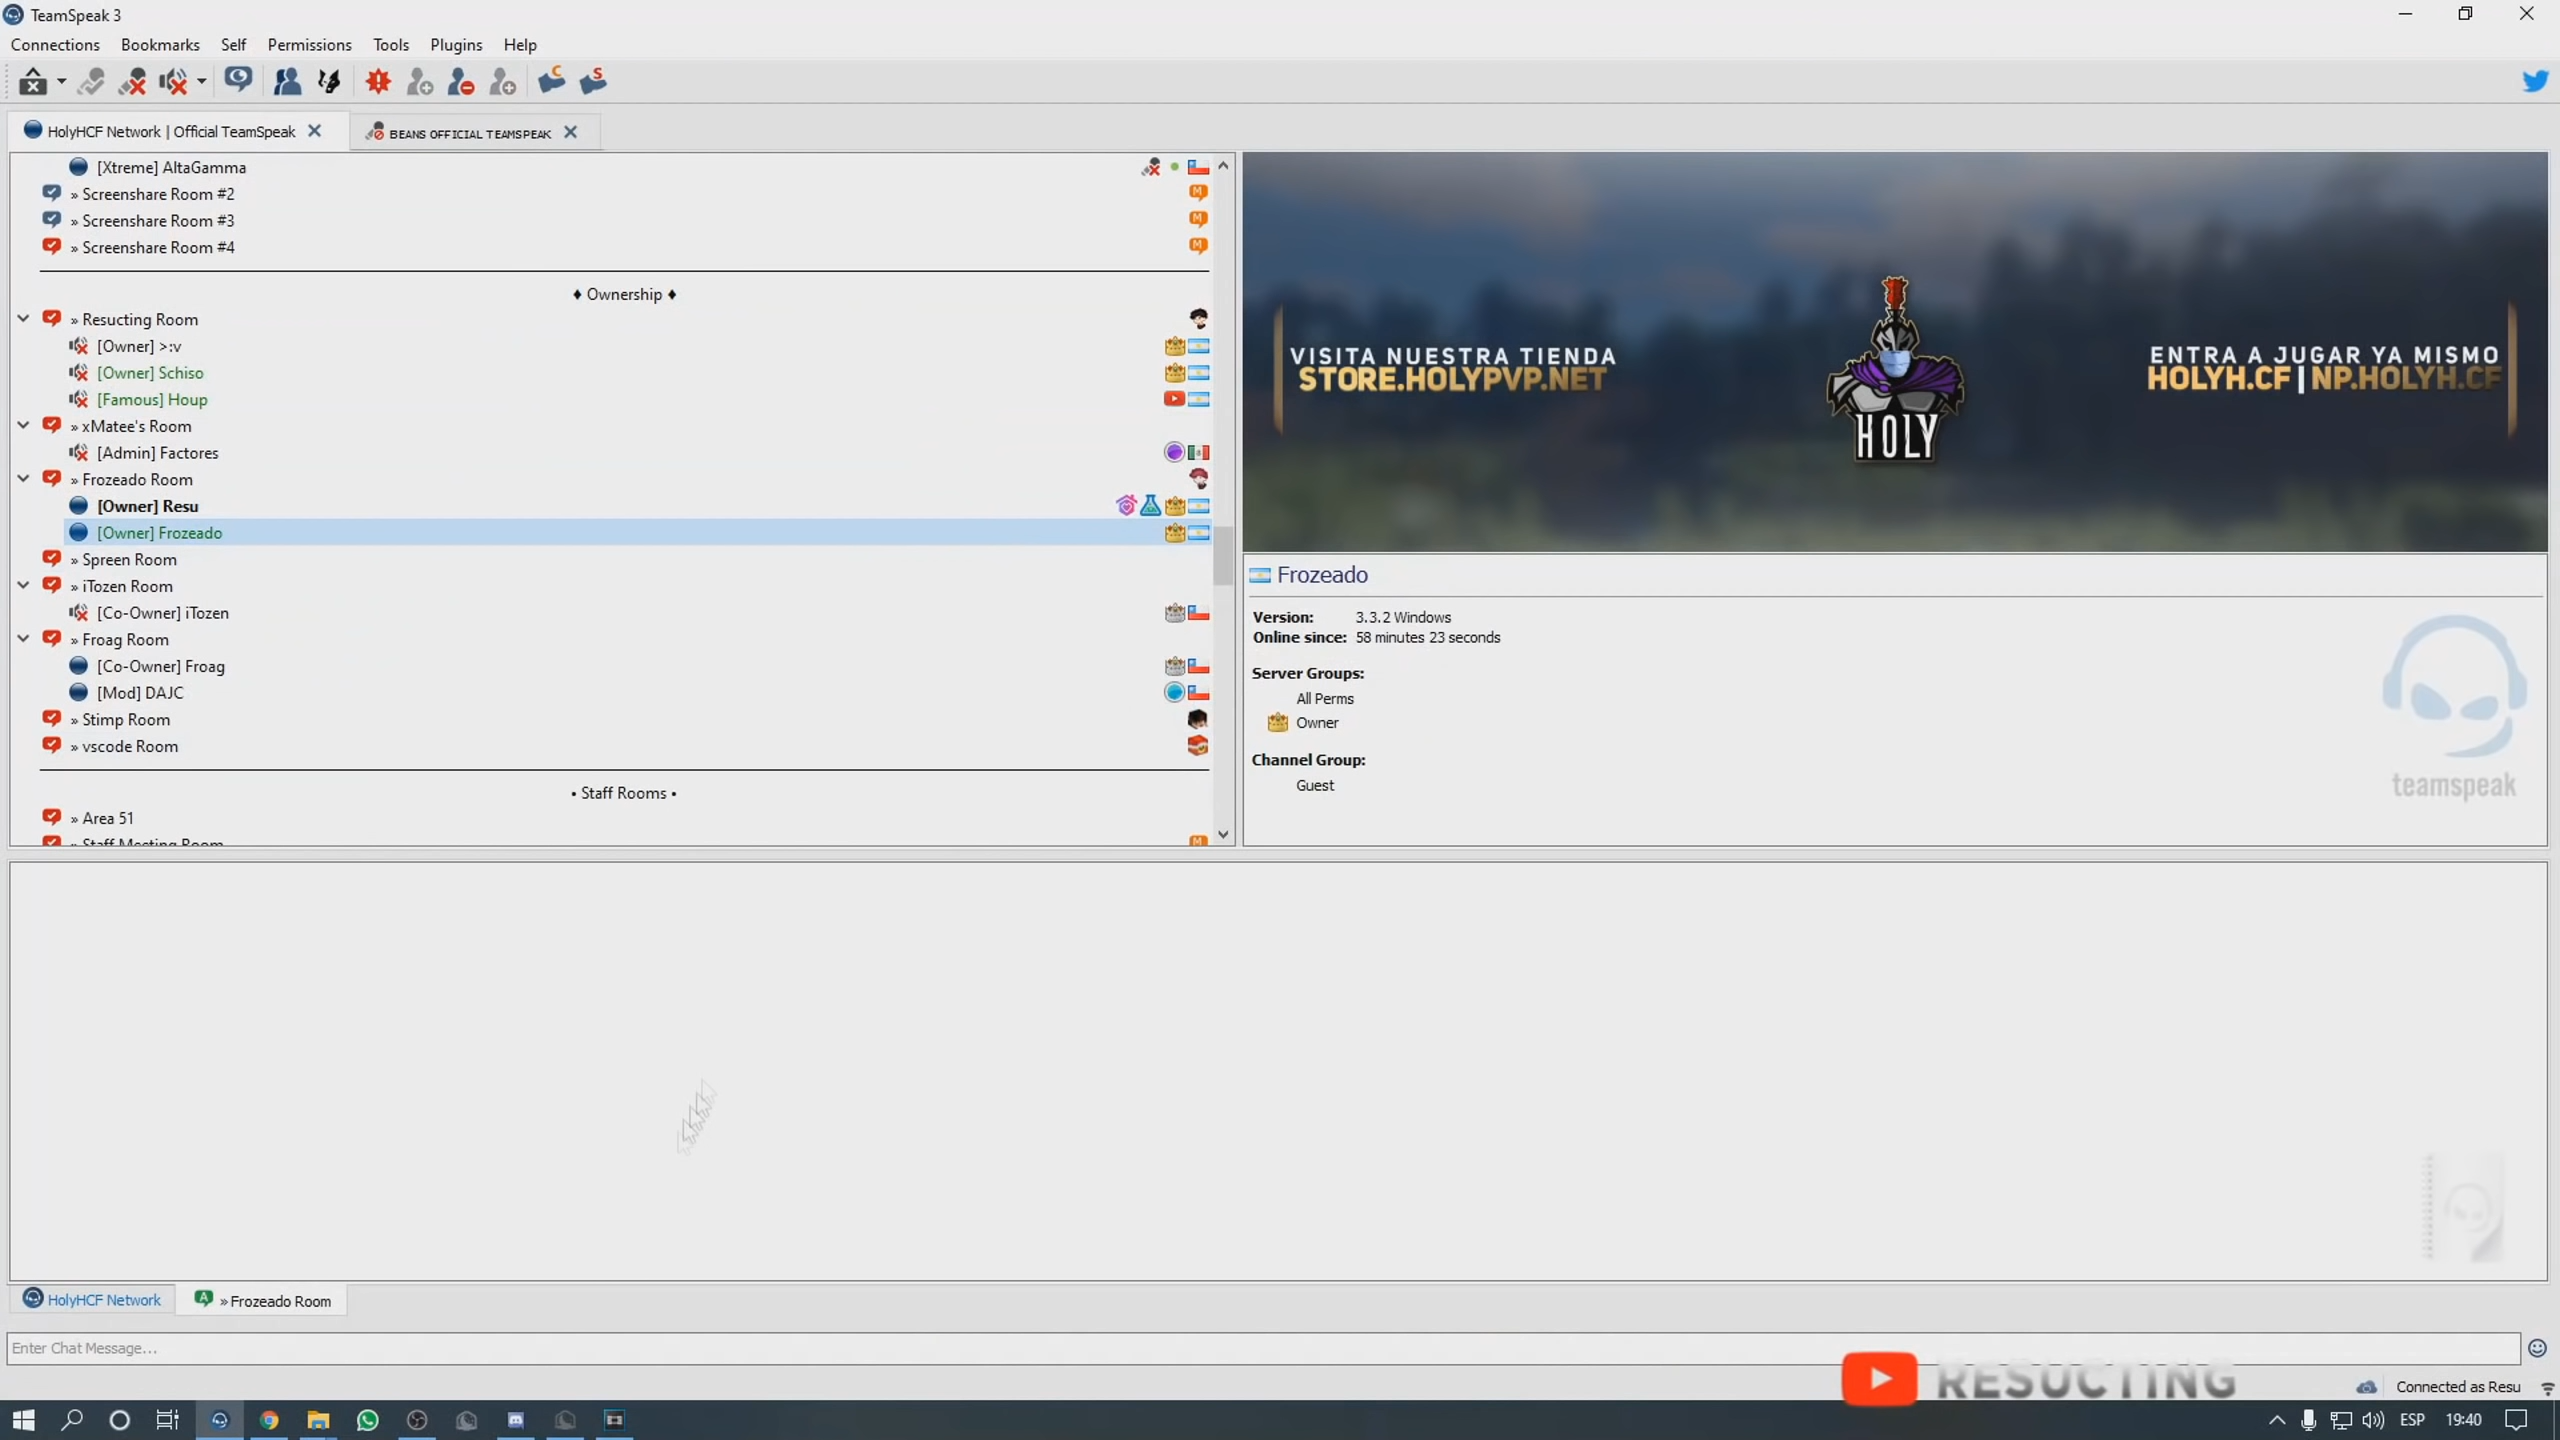 TeamSpeak 3
Connections Bookmarks Self Permissions Tools Plugins Help
HolyHCF Network | Official TeamSpeak
BEANS OFFICIAL TEAMSPEAK
[Xtreme] AltaGamma
» Screenshare Room #2
» Screenshare Room #3
» Screenshare Room #4
♦ Ownership ♦
» Resucting Room
[Owner] >:v
[Owner] Schiso
[Famous] Houp
» xMatee's Room
[Admin] Factores
» Frozeado Room
[Owner] Resu
[Owner] Frozeado
» Spreen Room
» iTozen Room
[Co-Owner] iTozen
» Froag Room
[Co-Owner] Froag
[Mod] DAJC
» Stimp Room
» vscode Room
• Staff Rooms •
» Area 51
» Staff Meeting Room
VISITA NUESTRA TIENDA
STORE.HOLYPVP.NET
HOLY
ENTRA A JUGAR YA MISMO
HOLYH.CF | NP.HOLYH.CF
Frozeado
Version: 3.3.2 Windows
Online since: 58 minutes 23 seconds
Server Groups:
All Perms
Owner
Channel Group:
Guest
teamspeak
HolyHCF Network
» Frozeado Room
Enter Chat Message...
RESUCTING
Connected as Resu
ESP 19:40